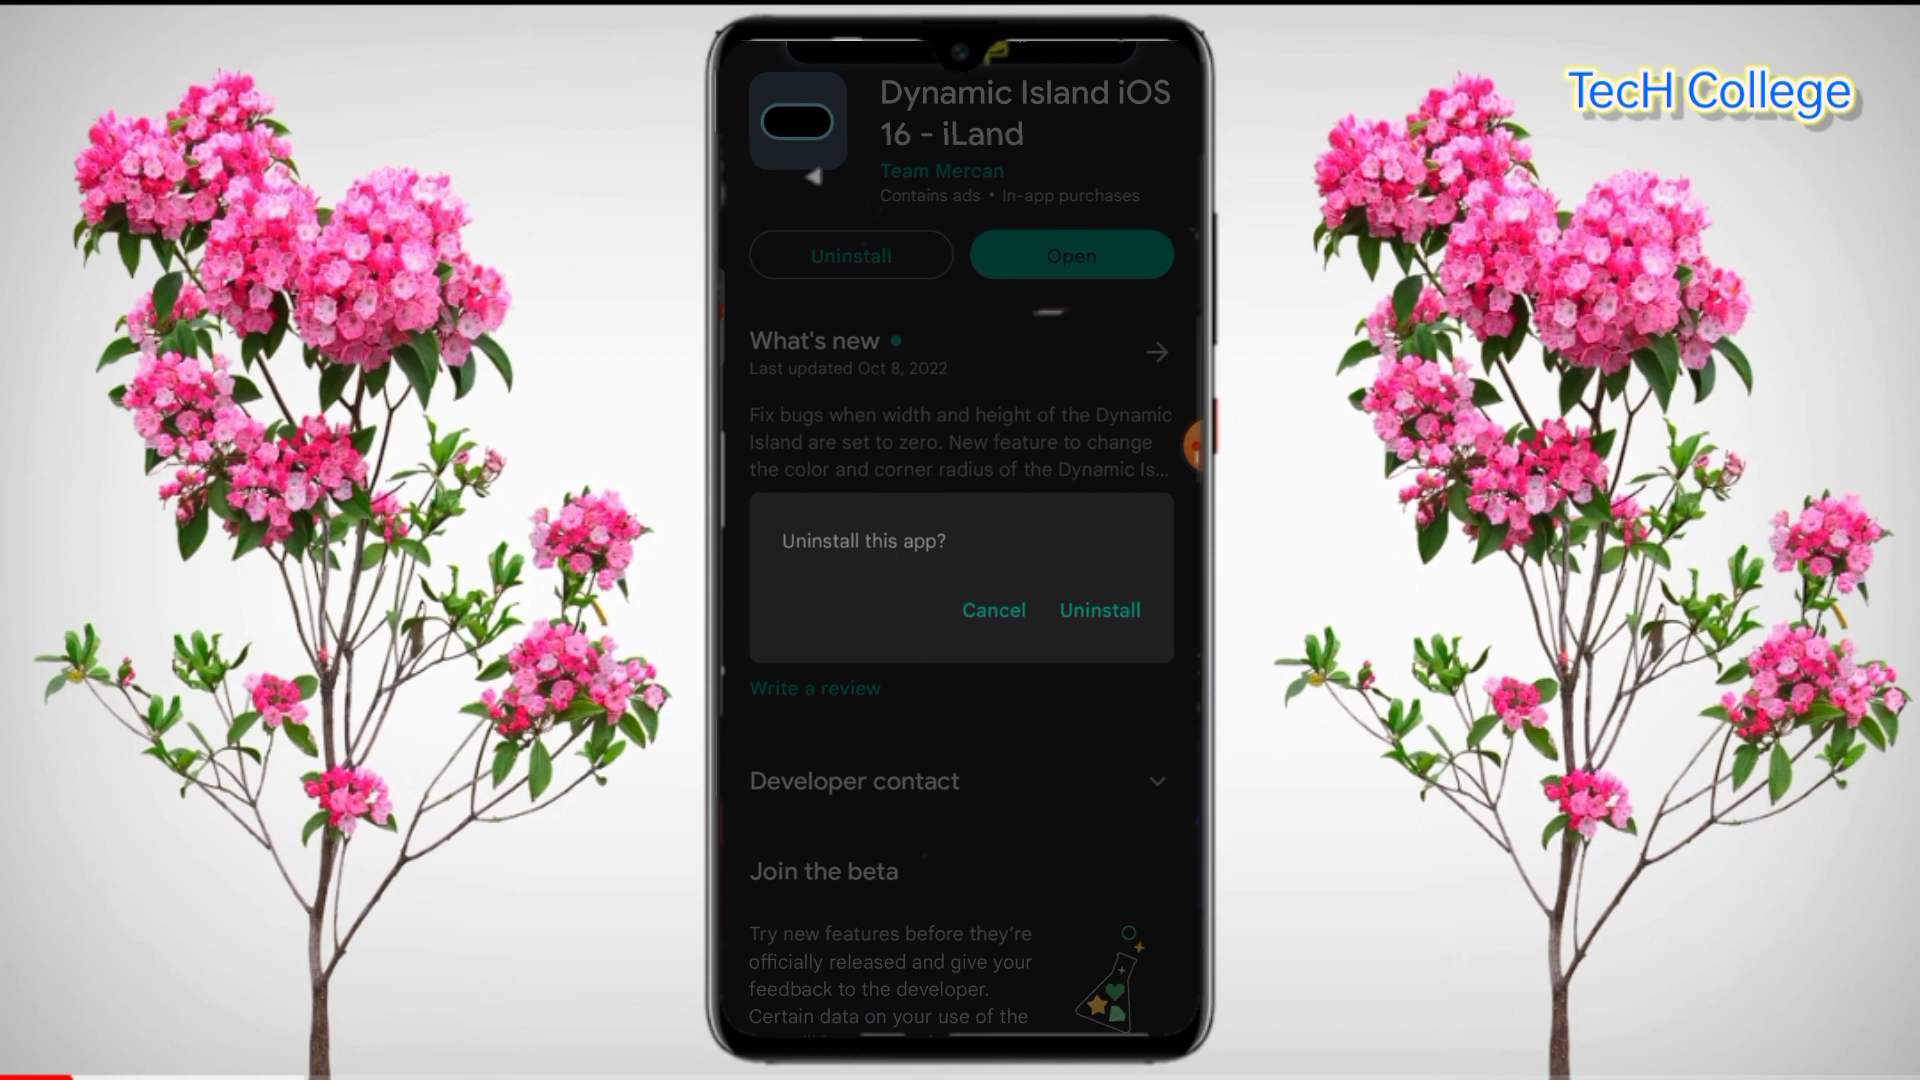 TecH College
Dynamic Island iOS
16 - iLand
Team Mercan
Contains ads • In-app purchases
Uninstall
Open
What's new
Last updated Oct 8, 2022
Fix bugs when width and height of the Dynamic
Island are set to zero. New feature to change
the color and corner radius of the Dynamic Is...
Uninstall this app?
Cancel
Uninstall
Write a review
Developer contact
Join the beta
Try new features before they're
officially released and give your
feedback to the developer.
Certain data on your use of the